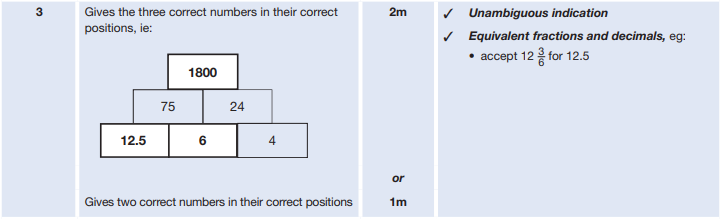 3
Gives the three correct numbers in their correct
positions, ie:
1800
75 24
12.5 6 4
Gives two correct numbers in their correct positions
2m
or
1m
✓ Unambiguous indication
✓ Equivalent fractions and decimals, eg:
• accept 12 3/6 for 12.5